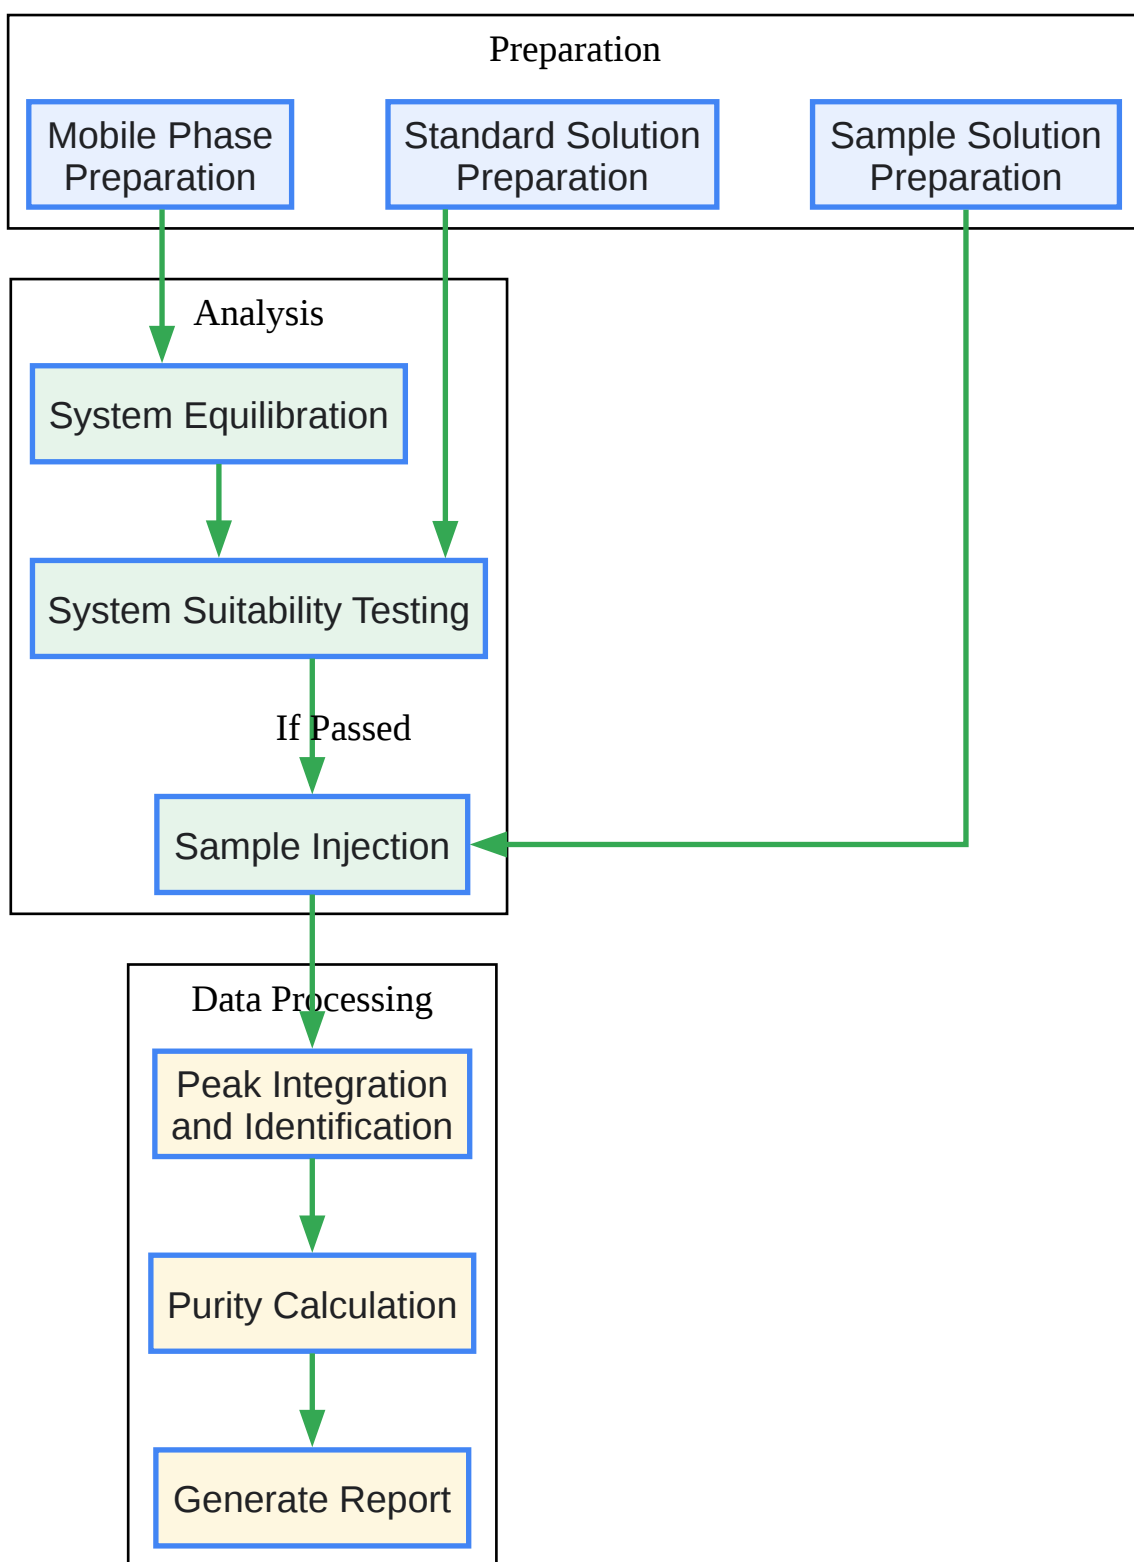 Preparation
Mobile Phase
Preparation
Standard Solution
Preparation
Sample Solution
Preparation
Analysis
System Equilibration
System Suitability Testing
If Passed
Sample Injection
Data Processing
Peak Integration
and Identification
Purity Calculation
Generate Report